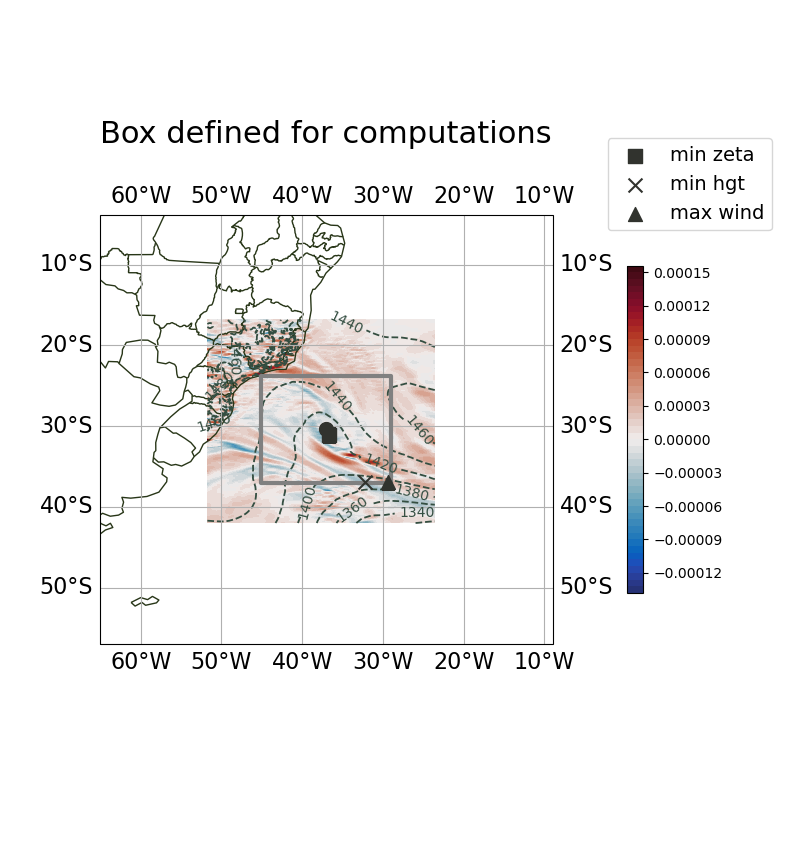 Box defined for computations
min zeta
min hgt
max wind
60°W 50°W 40°W 30°W 20°W 10°W
10°S 10°S
20°S 20°S
30°S 30°S
40°S 40°S
50°S 50°S
60°W 50°W 40°W 30°W 20°W 10°W
1440
1440
1460
1420
1400
1380
1360
1340
0.00015
0.00012
0.00009
0.00006
0.00003
0.00000
−0.00003
−0.00006
−0.00009
−0.00012